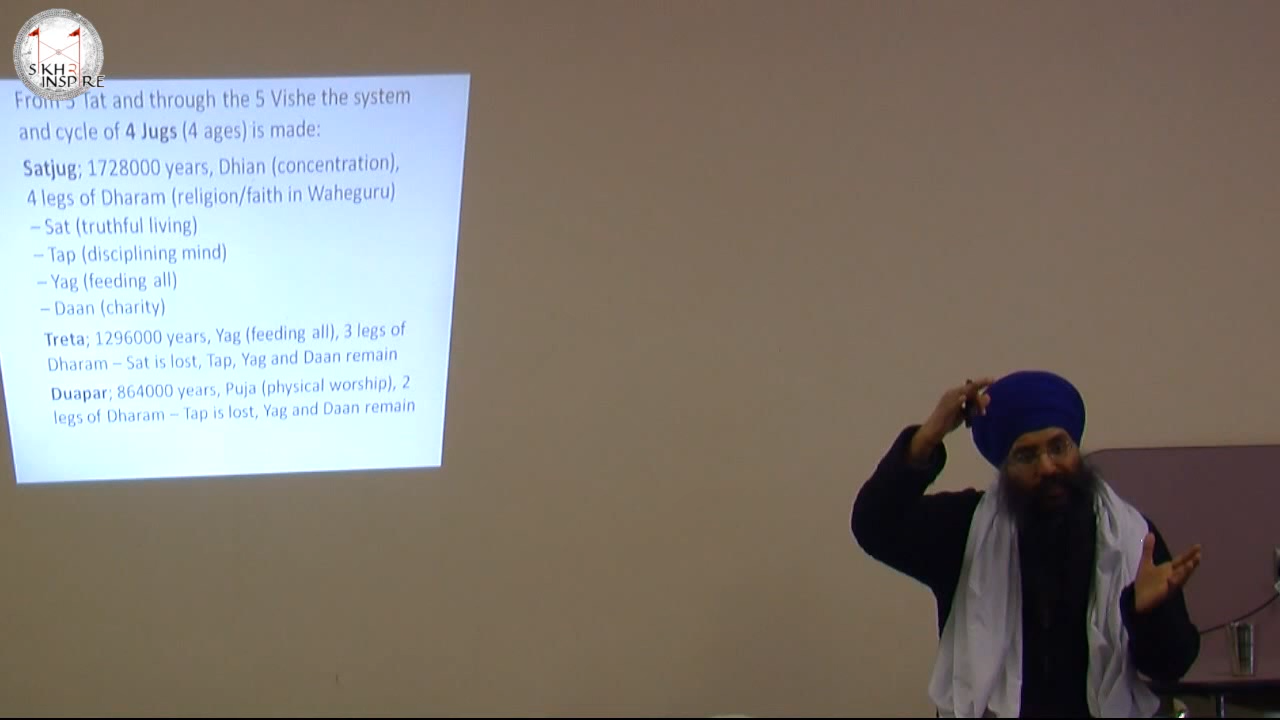 SIKHR
INSPIRE
From 5 Tat and through the 5 Vishe the system
and cycle of 4 Jugs (4 ages) is made:
Satjug; 1728000 years, Dhian (concentration),
4 legs of Dharam (religion/faith in Waheguru)
– Sat (truthful living)
– Tap (disciplining mind)
– Yag (feeding all)
– Daan (charity)
Treta; 1296000 years, Yag (feeding all), 3 legs of
Dharam – Sat is lost, Tap, Yag and Daan remain
Duapar; 864000 years, Puja (physical worship), 2
legs of Dharam – Tap is lost, Yag and Daan remain